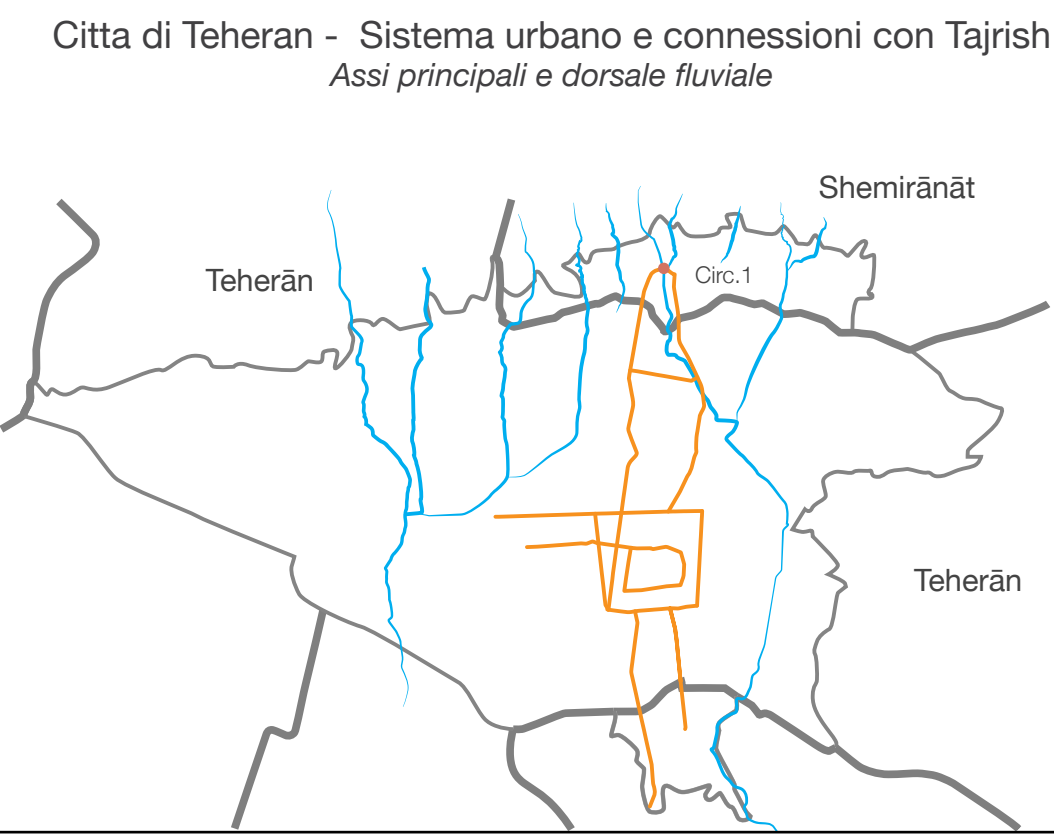 Citta di Teheran - Sistema urbano e connessioni con Tajrish
Assi principali e dorsale fluviale
Shemirānāt
Teherān
Circ.1
Teherān